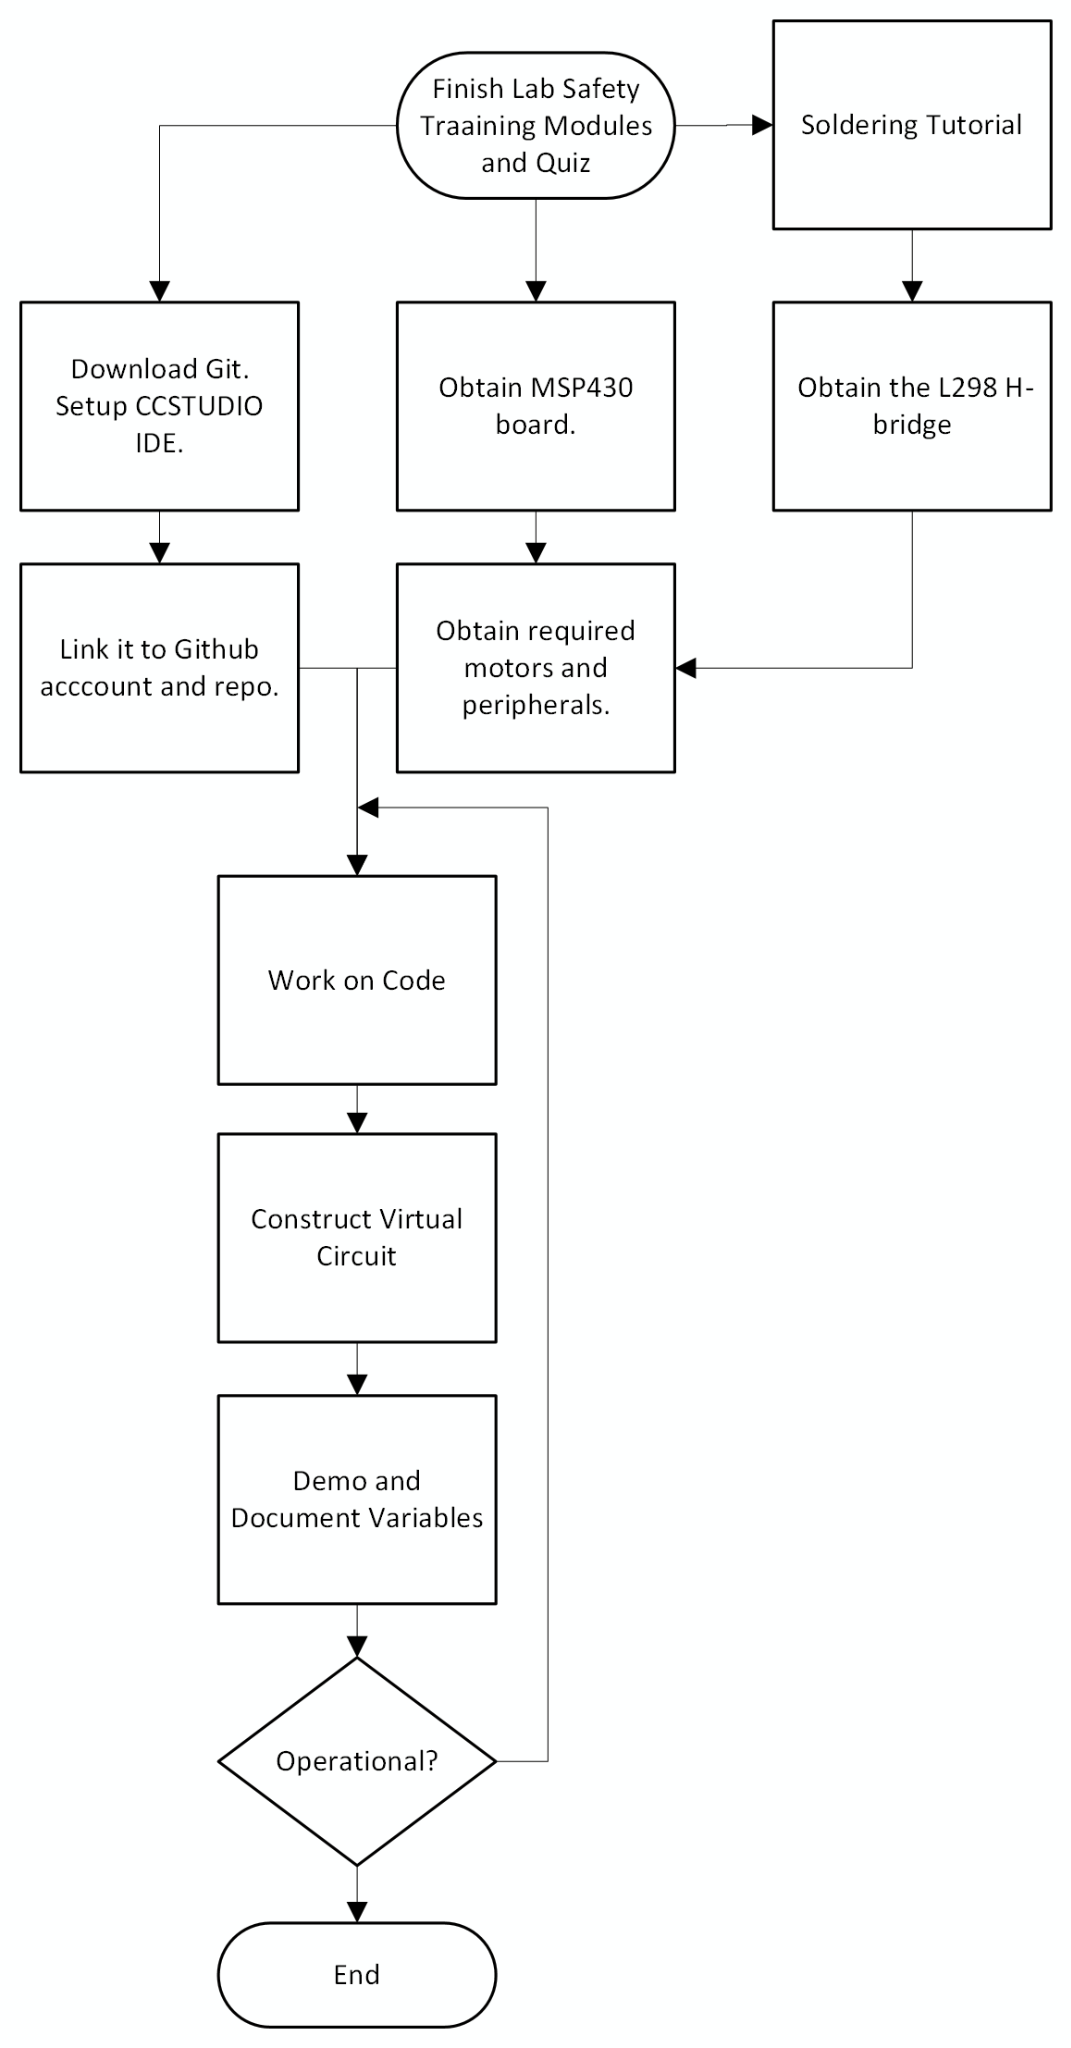 Finish Lab Safety
Traaining Modules
and Quiz
Soldering Tutorial
Download Git.
Setup CCSTUDIO
IDE.
Obtain MSP430
board.
Obtain the L298 H-
bridge
Link it to Github
acccount and repo.
Obtain required
motors and
peripherals.
Work on Code
Construct Virtual
Circuit
Demo and
Document Variables
Operational?
End